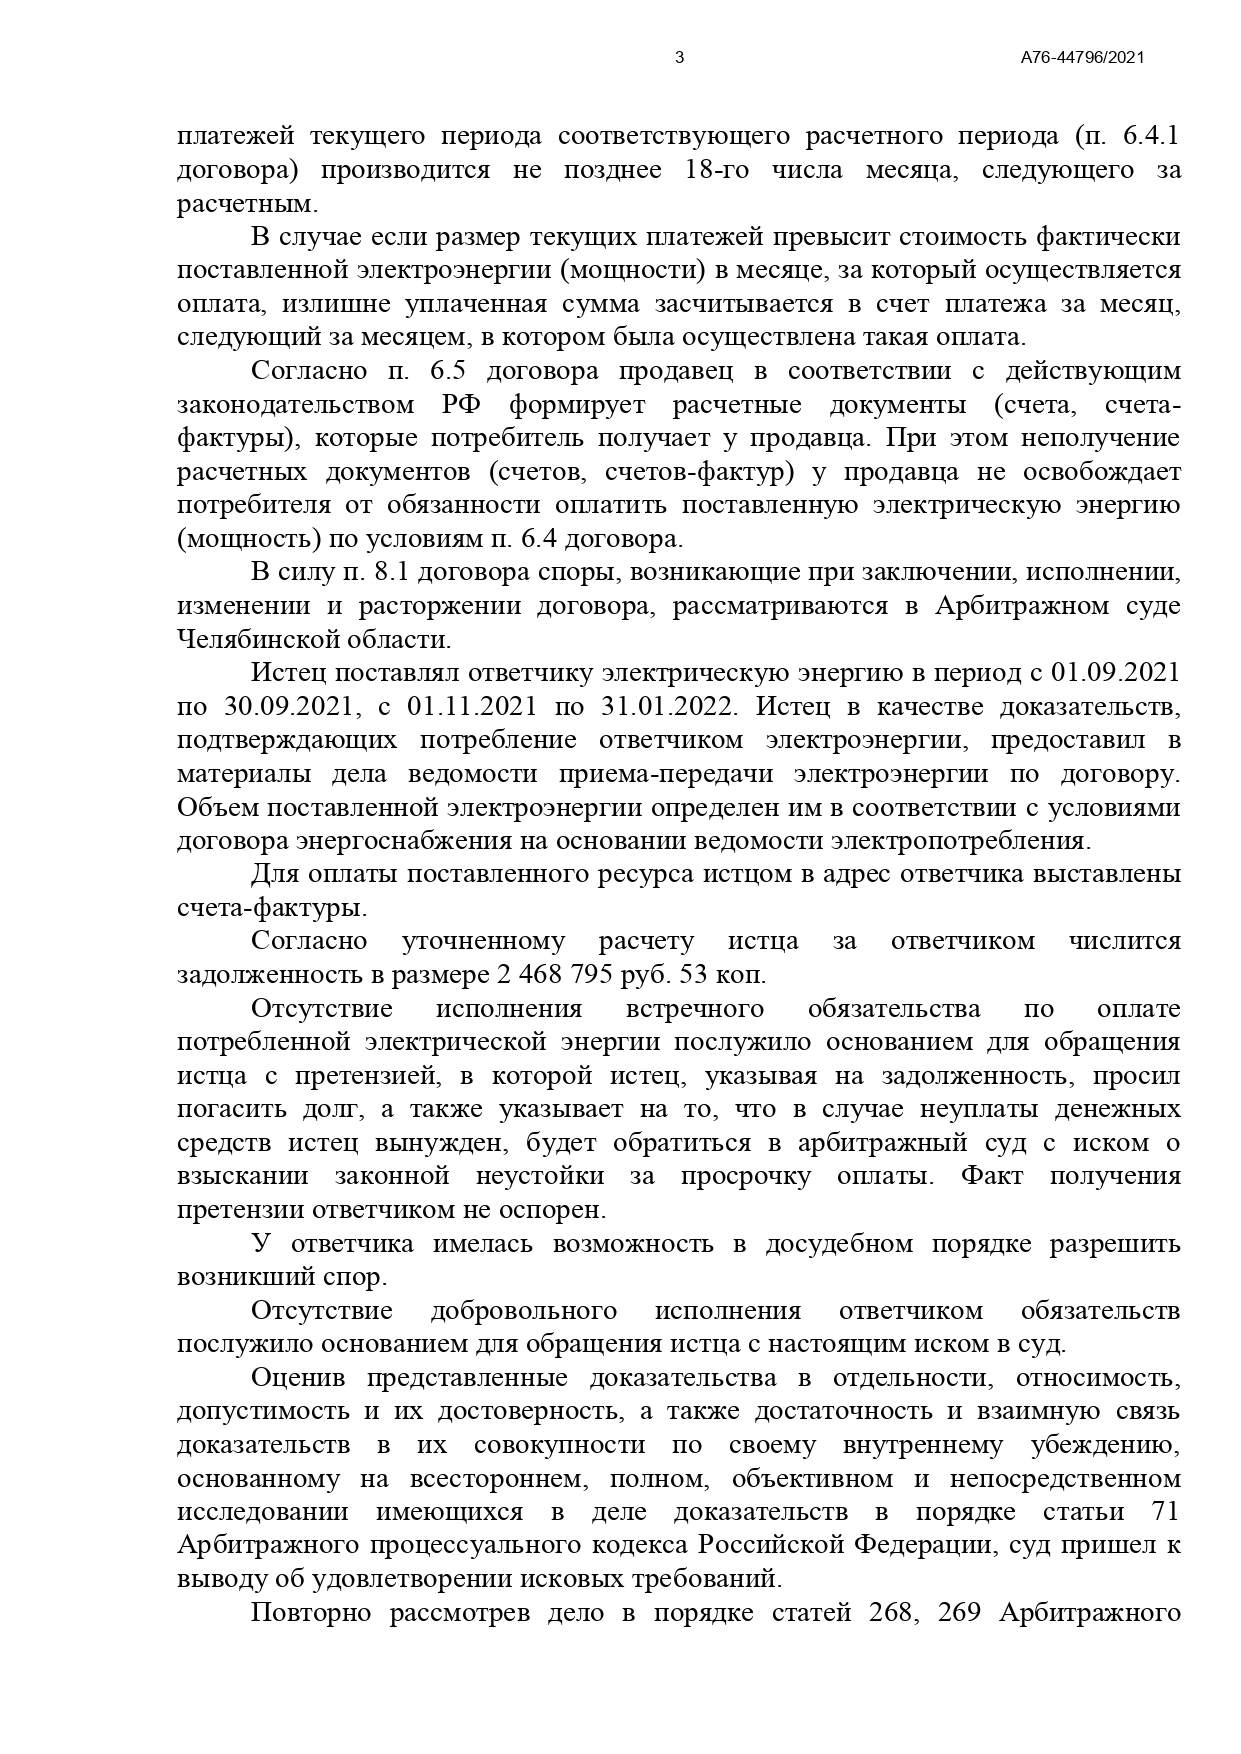 3
А76-44796/2021
платежей текущего периода соответствующего расчетного периода (п. 6.4.1
договора) производится не позднее 18-го числа месяца, следующего за
расчетным.
В случае если размер текущих платежей превысит стоимость фактически
поставленной электроэнергии (мощности) в месяце, за который осуществляется
оплата, излишне уплаченная сумма засчитывается в счет платежа за месяц,
следующий за месяцем, в котором была осуществлена такая оплата.
Согласно п. 6.5 договора продавец в соответствии с действующим
законодательством РФ формирует расчетные документы (счета, счета-
фактуры), которые потребитель получает у продавца. При этом неполучение
расчетных документов (счетов, счетов-фактур) у продавца не освобождает
потребителя от обязанности оплатить поставленную электрическую энергию
(мощность) по условиям п. 6.4 договора.
В силу п. 8.1 договора споры, возникающие при заключении, исполнении,
изменении и расторжении договора, рассматриваются в Арбитражном суде
Челябинской области.
Истец поставлял ответчику электрическую энергию в период с 01.09.2021
по 30.09.2021, с 01.11.2021 по 31.01.2022. Истец в качестве доказательств,
подтверждающих потребление ответчиком электроэнергии, предоставил в
материалы дела ведомости приема-передачи электроэнергии по договору.
Объем поставленной электроэнергии определен им в соответствии с условиями
договора энергоснабжения на основании ведомости электропотребления.
Для оплаты поставленного ресурса истцом в адрес ответчика выставлены
счета-фактуры.
Согласно уточненному расчету истца за ответчиком числится
задолженность в размере 2 468 795 руб. 53 коп.
Отсутствие исполнения встречного обязательства по оплате
потребленной электрической энергии послужило основанием для обращения
истца с претензией, в которой истец, указывая на задолженность, просил
погасить долг, а также указывает на то, что в случае неуплаты денежных
средств истец вынужден, будет обратиться в арбитражный суд с иском о
взыскании законной неустойки за просрочку оплаты. Факт получения
претензии ответчиком не оспорен.
У ответчика имелась возможность в досудебном порядке разрешить
возникший спор.
Отсутствие добровольного исполнения ответчиком обязательств
послужило основанием для обращения истца с настоящим иском в суд.
Оценив представленные доказательства в отдельности, относимость,
допустимость и их достоверность, а также достаточность и взаимную связь
доказательств в их совокупности по своему внутреннему убеждению,
основанному на всестороннем, полном, объективном и непосредственном
исследовании имеющихся в деле доказательств в порядке статьи 71
Арбитражного процессуального кодекса Российской Федерации, суд пришел к
выводу об удовлетворении исковых требований.
Повторно рассмотрев дело в порядке статей 268, 269 Арбитражного